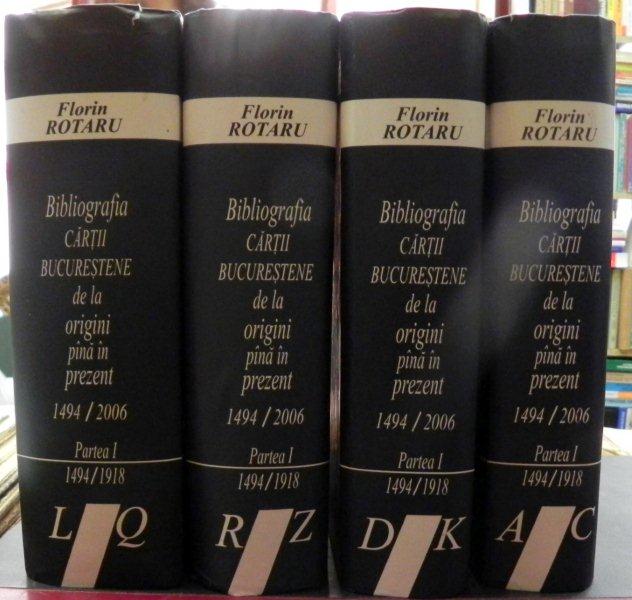 Florin
ROTARU
Bibliografia
CĂRȚII
BUCUREȘTENE
de la
origini
pînă în
prezent
1494 / 2006
Partea I
1494/1918
L Q
Florin
ROTARU
Bibliografia
CĂRȚII
BUCUREȘTENE
de la
origini
pînă în
prezent
1494 / 2006
Partea I
1494/1918
R Z
Florin
ROTARU
Bibliografia
CĂRȚII
BUCUREȘTENE
de la
origini
pînă în
prezent
1494 / 2006
Partea I
1494/1918
D K
Florin
ROTARU
Bibliografia
CĂRȚII
BUCUREȘTENE
de la
origini
pînă în
prezent
1494 / 2006
Partea I
1494/1918
A C